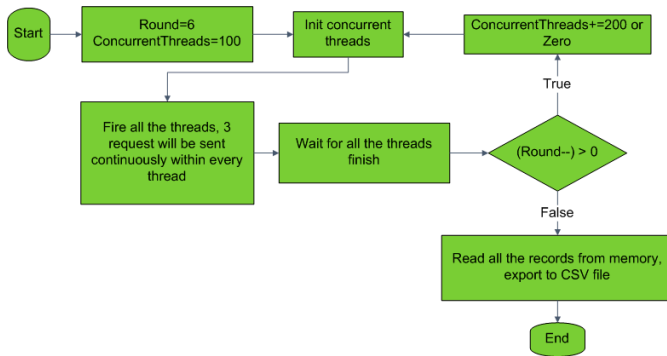 Start
Round=6
ConcurrentThreads=100
Init concurrent
threads
ConcurrentThreads+=200 or
Zero
True
Fire all the threads, 3
request will be sent
continuously within every
thread
Wait for all the threads
finish
(Round--) > 0
False
Read all the records from memory,
export to CSV file
End